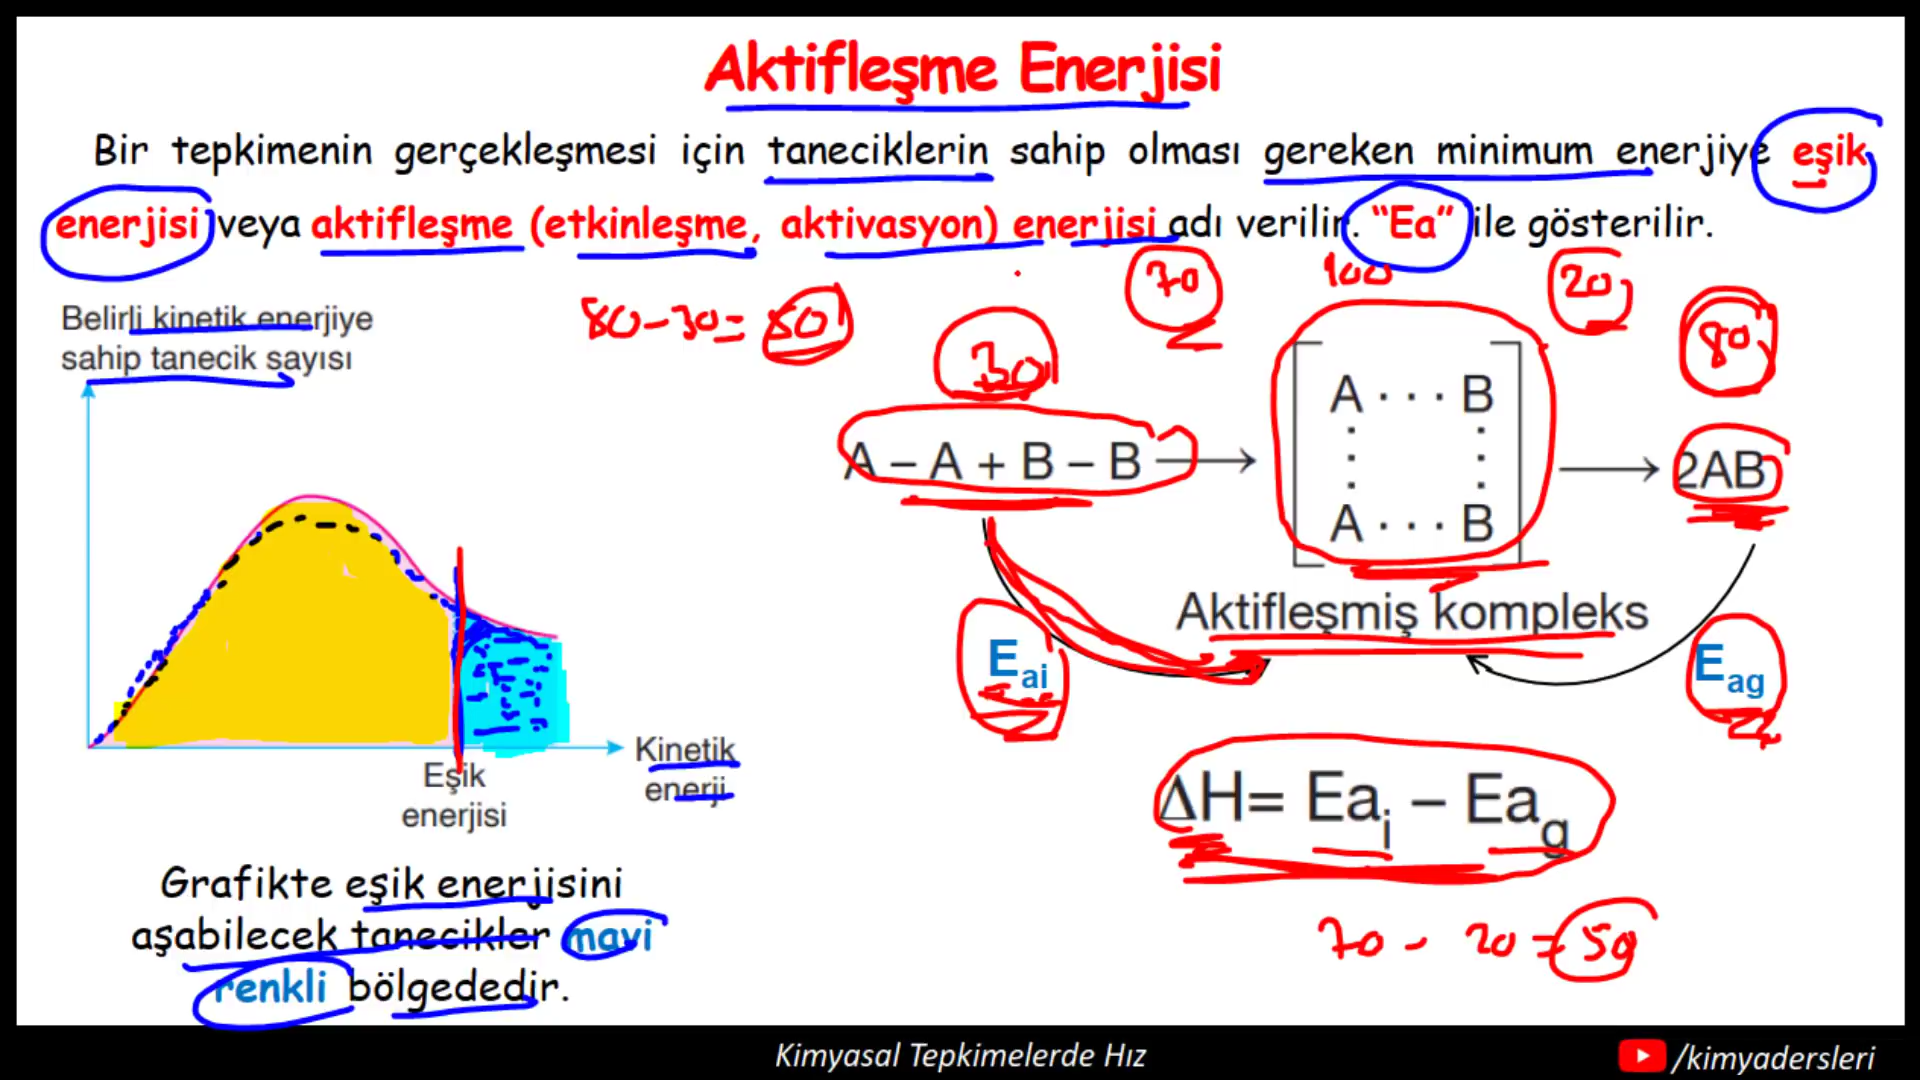 Aktifleşme Enerjisi
Bir tepkimenin gerçekleşmesi için taneciklerin sahip olması gereken minimum enerjiye eşik
enerjisi veya aktifleşme (etkinleşme, aktivasyon) enerjisi adı verilir. "Ea" ile gösterilir.
Belirli kinetik enerjiye
sahip tanecik sayısı
Eşik
enerjisi
Kinetik
enerji
Grafikte eşik enerjisini
aşabilecek tanecikler mavi
renkli bölgededir.
80-30=50
30
70
100
20
80
A – A + B – B → [A ··· B
A ··· B] → 2AB
Aktifleşmiş kompleks
Eai
Eag
ΔH= Eai – Eag
70 - 20 = 50
Kimyasal Tepkimelerde Hız
/kimyadersleri